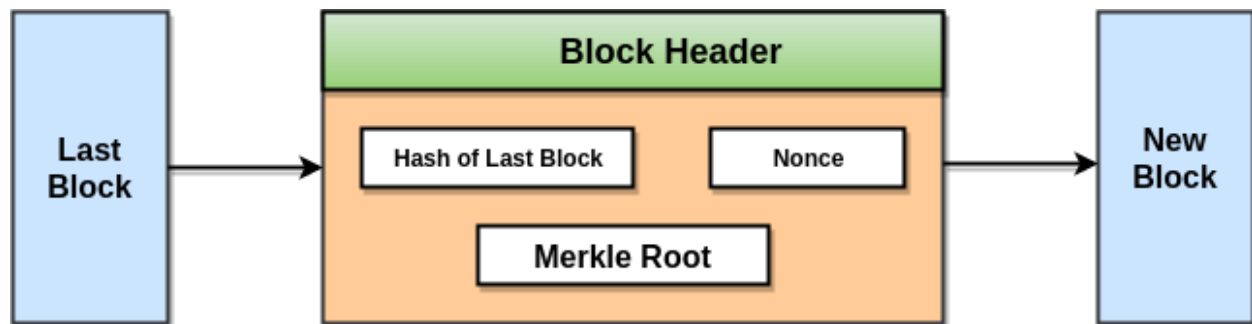 Block Header
Last
Block
Hash of Last Block
Nonce
Merkle Root
New
Block